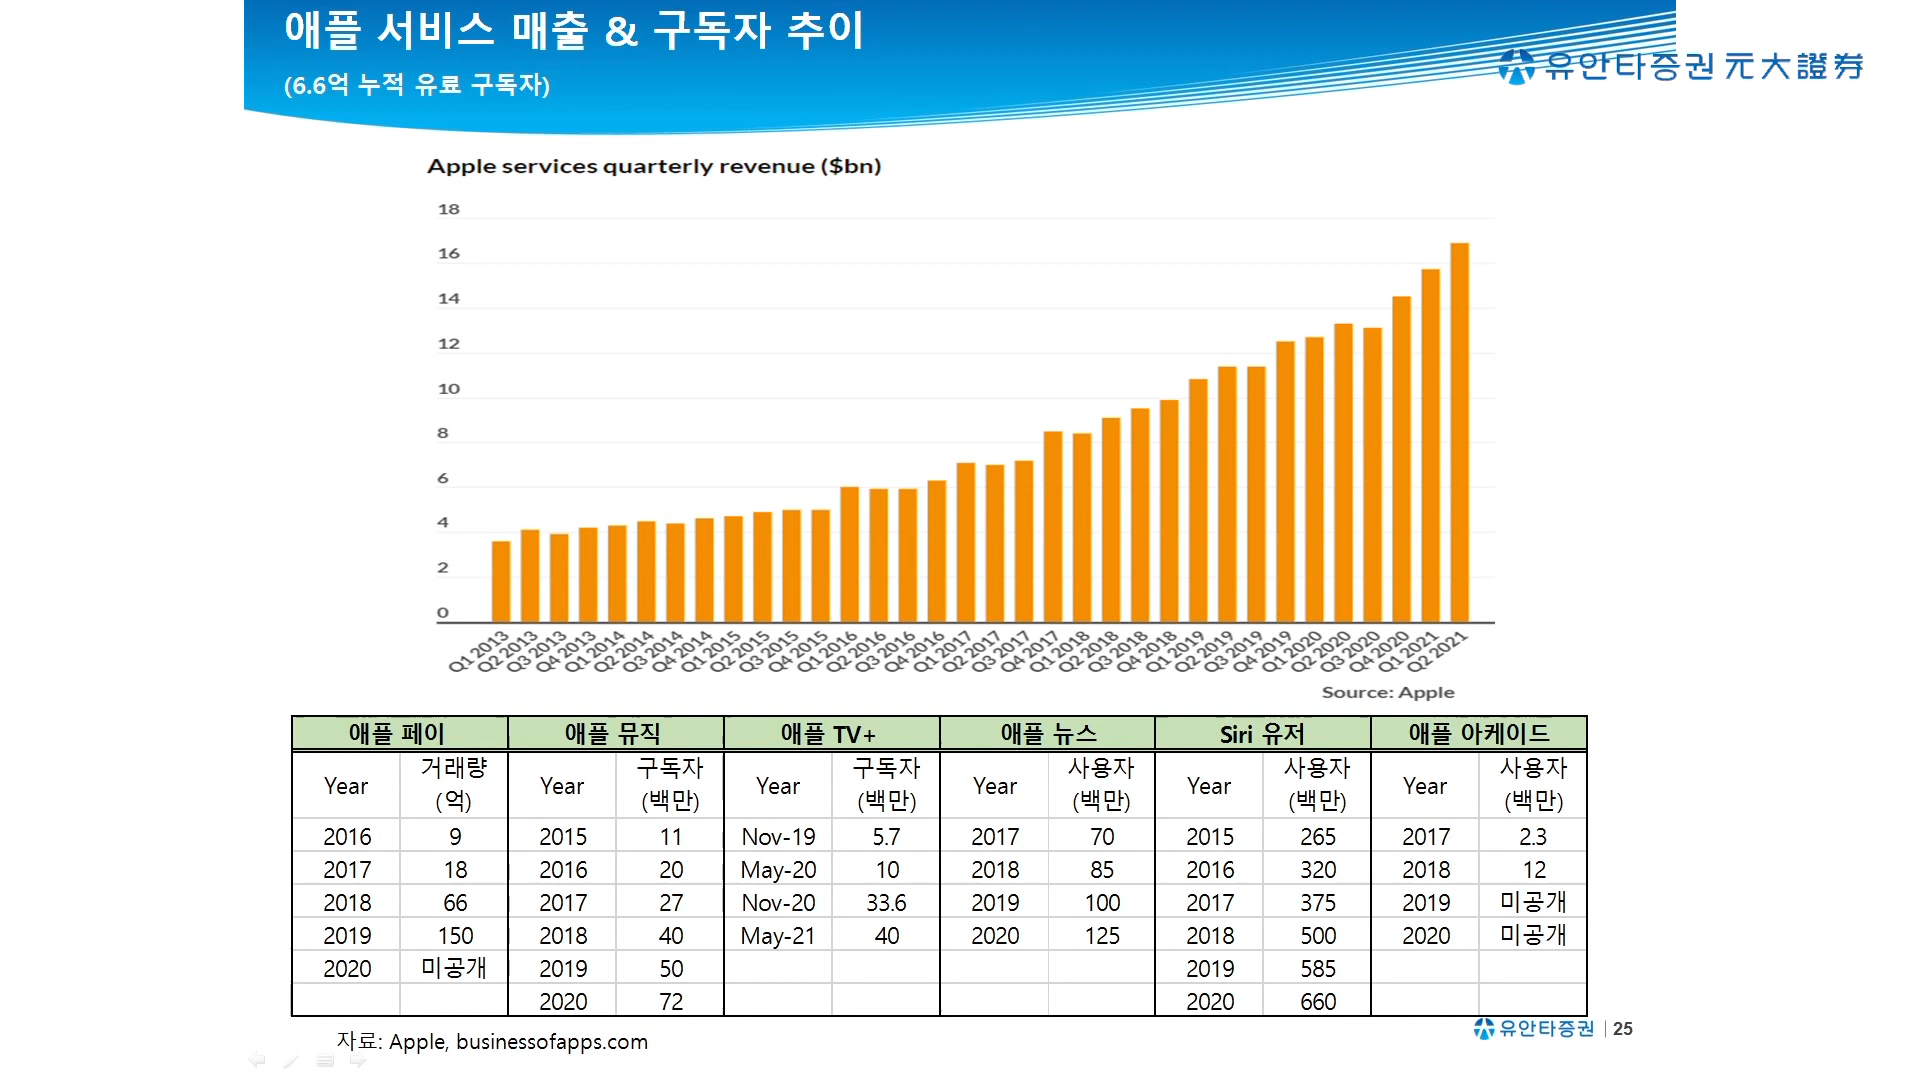 애플 서비스 매출 & 구독자 추이
(6.6억 누적 유료 구독자)
유안타증권 元大證券
Apple services quarterly revenue ($bn)
18
16
14
12
10
8
6
4
2
0
Q1 2013 Q2 2013 Q3 2013 Q4 2013 Q1 2014 Q2 2014 Q3 2014 Q4 2014 Q1 2015 Q2 2015 Q3 2015 Q4 2015 Q1 2016 Q2 2016 Q3 2016 Q4 2016 Q1 2017 Q2 2017 Q3 2017 Q4 2017 Q1 2018 Q2 2018 Q3 2018 Q4 2018 Q1 2019 Q2 2019 Q3 2019 Q4 2019 Q1 2020 Q2 2020 Q3 2020 Q4 2020 Q1 2021 Q2 2021
Source: Apple
애플 페이 애플 뮤직 애플 TV+ 애플 뉴스 Siri 유저 애플 아케이드
Year 거래량 (억) Year 구독자 (백만) Year 구독자 (백만) Year 사용자 (백만) Year 사용자 (백만) Year 사용자 (백만)
2016 9 2015 11 Nov-19 5.7 2017 70 2015 265 2017 2.3
2017 18 2016 20 May-20 10 2018 85 2016 320 2018 12
2018 66 2017 27 Nov-20 33.6 2019 100 2017 375 2019 미공개
2019 150 2018 40 May-21 40 2020 125 2018 500 2020 미공개
2020 미공개 2019 50 2019 585
2020 72 2020 660
자료: Apple, businessofapps.com
유안타증권 | 25